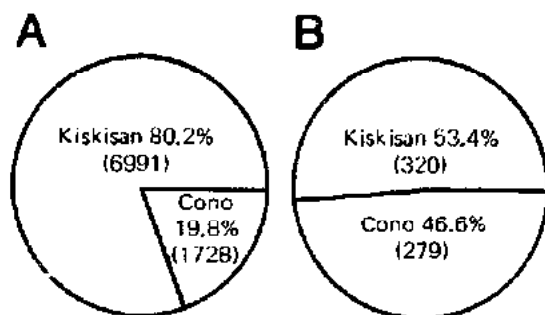 A
Kiskisan 80.2%
(6991)
Cono
19.8%
(1728)
B
Kiskisan 53.4%
(320)
Cono 46.6%
(279)